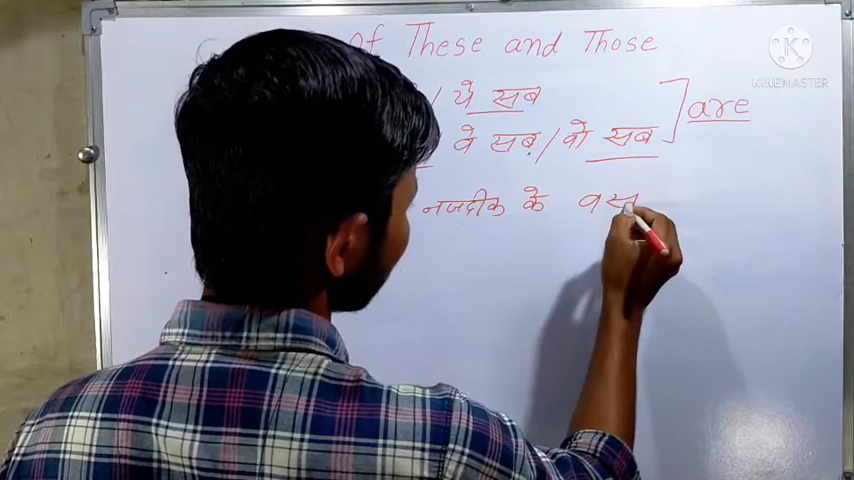 of These and Those
/ ये सब
वे सब/वो सब ] are
नजदीक के वस
K
KINEMASTER